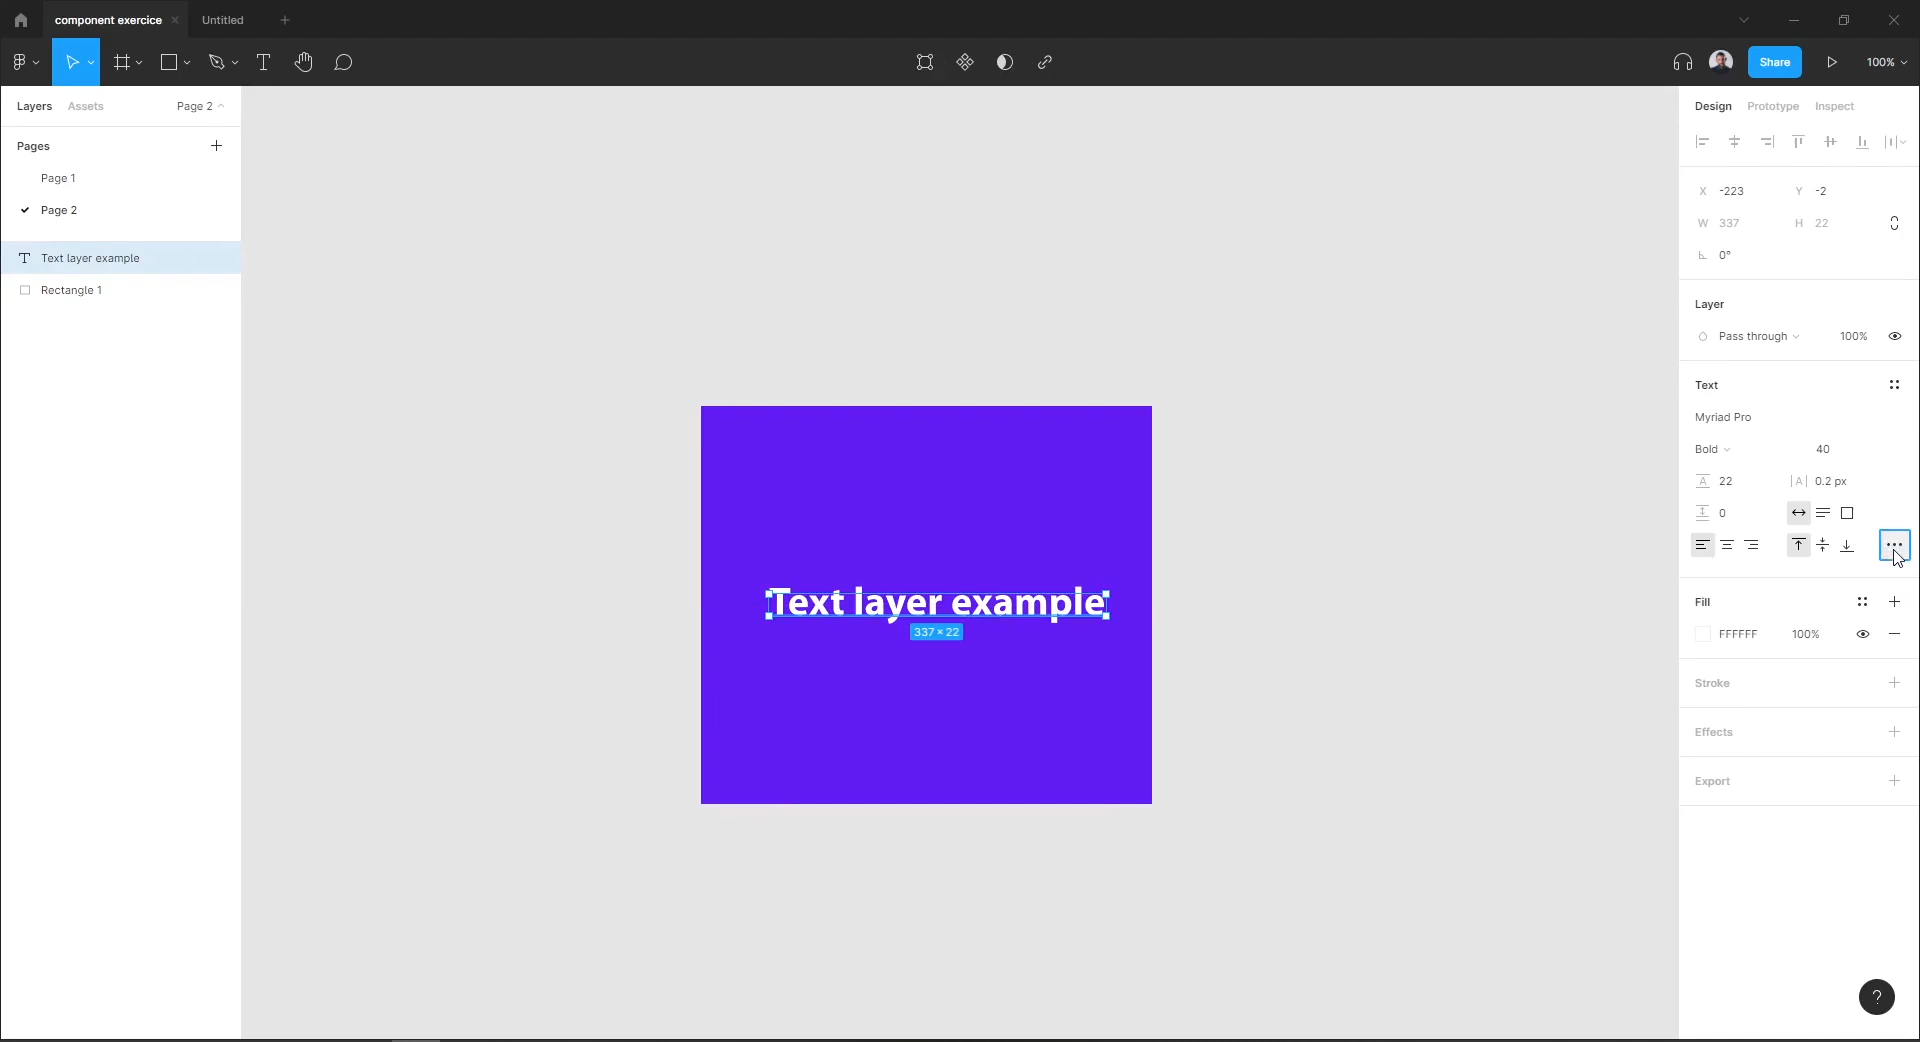 component exercice
Untitled
Share
100%
Layers
Assets
Page 2
Pages
Page 1
Page 2
Text layer example
Rectangle 1
Text layer example
337 × 22
Design
Prototype
Inspect
X -223
Y -2
W 337
H 22
0°
Layer
Pass through
100%
Text
Myriad Pro
Bold
40
A 22
|A| 0.2 px
0
Fill
FFFFFF
100%
Stroke
Effects
Export
?